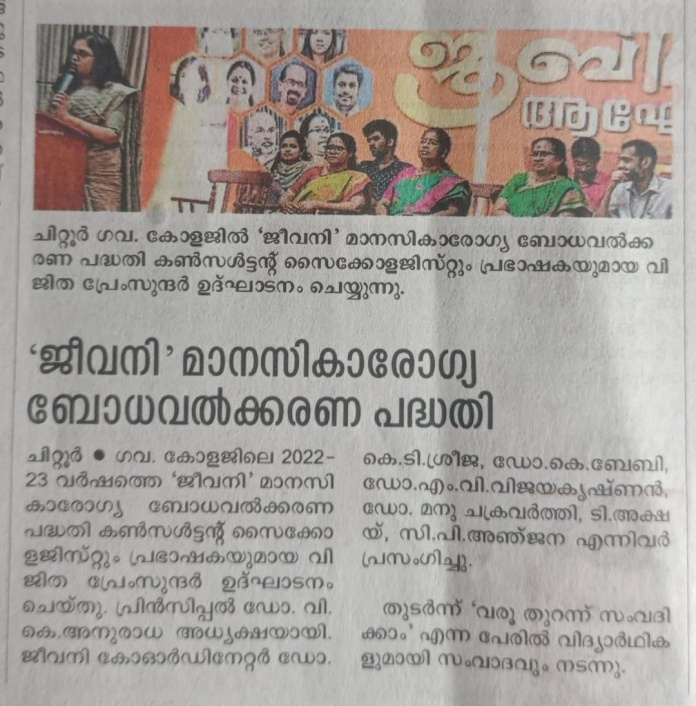 ജൂബി
ആഘോ
ചിറ്റൂർ ഗവ. കോളജിൽ ‘ജീവനി’ മാനസികാരോഗ്യ ബോധവൽക്ക
രണ പദ്ധതി കൺസൾട്ടന്റ് സൈക്കോളജിസ്റ്റും പ്രഭാഷകയുമായ വി
ജിത പ്രേംസുന്ദർ ഉദ്ഘാടനം ചെയ്യുന്നു.
‘ജീവനി’ മാനസികാരോഗ്യ
ബോധവൽക്കരണ പദ്ധതി
ചിറ്റൂർ ● ഗവ. കോളജിലെ 2022–
23 വർഷത്തെ ‘ജീവനി’ മാനസി
കാരോഗ്യ ബോധവൽക്കരണ
പദ്ധതി കൺസൾട്ടന്റ് സൈക്കോ
ളജിസ്റ്റും പ്രഭാഷകയുമായ വി
ജിത പ്രേംസുന്ദർ ഉദ്ഘാടനം
ചെയ്തു. പ്രിൻസിപ്പൽ ഡോ. വി.
കെ.അനുരാധ അധ്യക്ഷയായി.
ജീവനി കോഓർഡിനേറ്റർ ഡോ.
കെ.ടി.ശ്രീജ, ഡോ.കെ.ബേബി,
ഡോ.എം.വി.വിജയകൃഷ്ണൻ,
ഡോ. മനു ചക്രവർത്തി, ടി.അക്ഷ
യ്, സി.പി.അഞ്ജന എന്നിവർ
പ്രസംഗിച്ചു.
തുടർന്ന് ‘വരൂ തുറന്ന് സംവദി
ക്കാം’ എന്ന പേരിൽ വിദ്യാർഥിക
ളുമായി സംവാദവും നടന്നു.